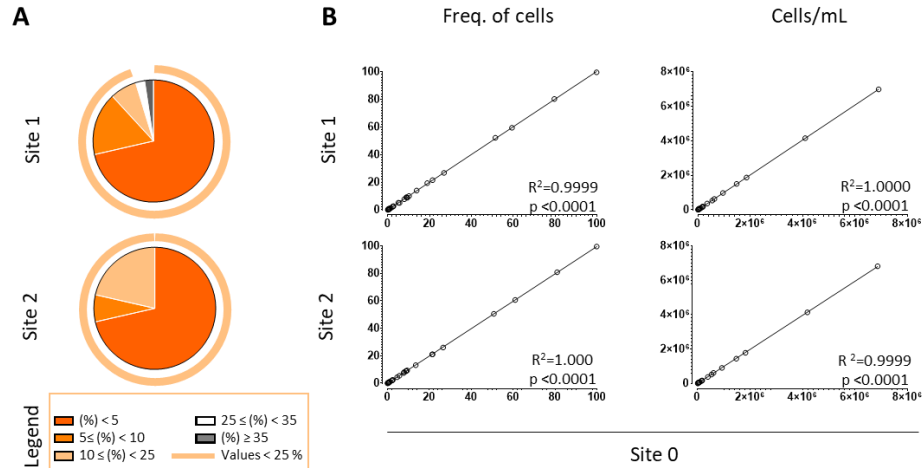 A
B
Freq. of cells
Cells/mL
Site 1
Site 2
Legend
(%) < 5
5≤ (%) < 10
10 ≤ (%) < 25
25 ≤ (%) < 35
(%) ≥ 35
Values < 25 %
Site 1
100
80
60
40
20
0
0 20 40 60 80 100
R²=0.9999
p <0.0001
8×10⁶
6×10⁶
4×10⁶
2×10⁶
0
0 2×10⁶ 4×10⁶ 6×10⁶ 8×10⁶
R²=1.0000
p <0.0001
Site 2
100
80
60
40
20
0
0 20 40 60 80 100
R²=1.000
p <0.0001
8×10⁶
6×10⁶
4×10⁶
2×10⁶
0
0 2×10⁶ 4×10⁶ 6×10⁶ 8×10⁶
R ²=0.9999
p <0.0001
Site 0